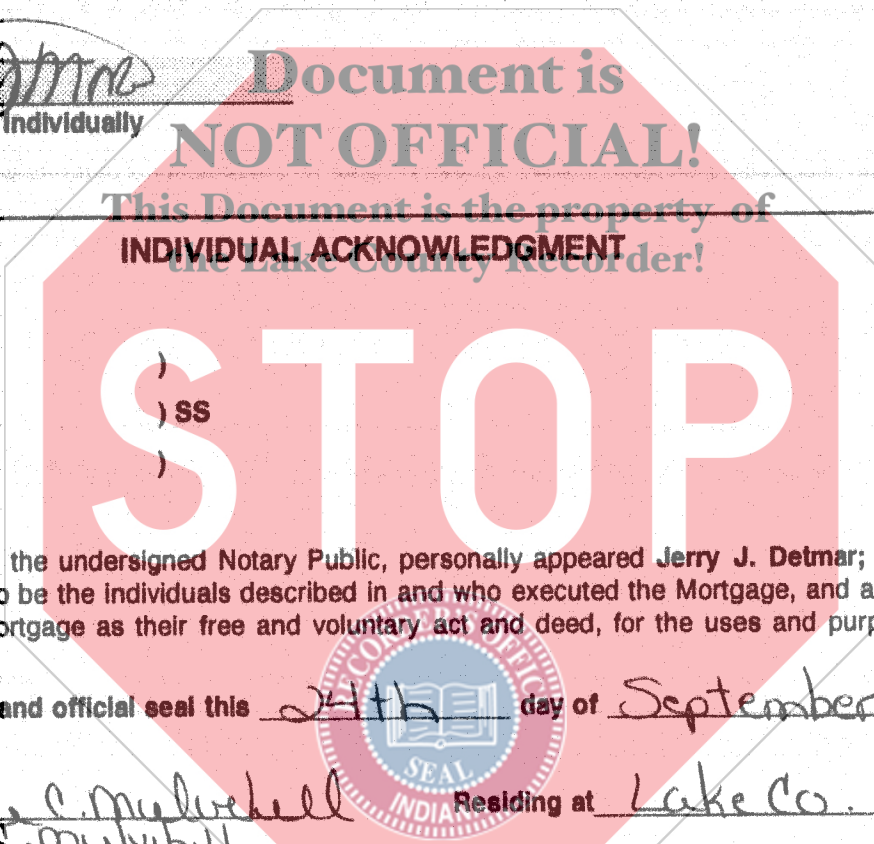 Document is
Individually
NOT OFFICIAL!
This Document is the property of
INDIVIDUAL ACKNOWLEDGMENT
the Lake County Recorder!
STOP
)
) SS
)
the undersigned Notary Public, personally appeared Jerry J. Detmar;
o be the individuals described in and who executed the Mortgage, and a
ortgage as their free and voluntary act and deed, for the uses and purp
RECORDER'S OFFICE
and official seal this 24th day of September
SEAL
C. Mulvehill Residing at Lake Co.
INDIANA